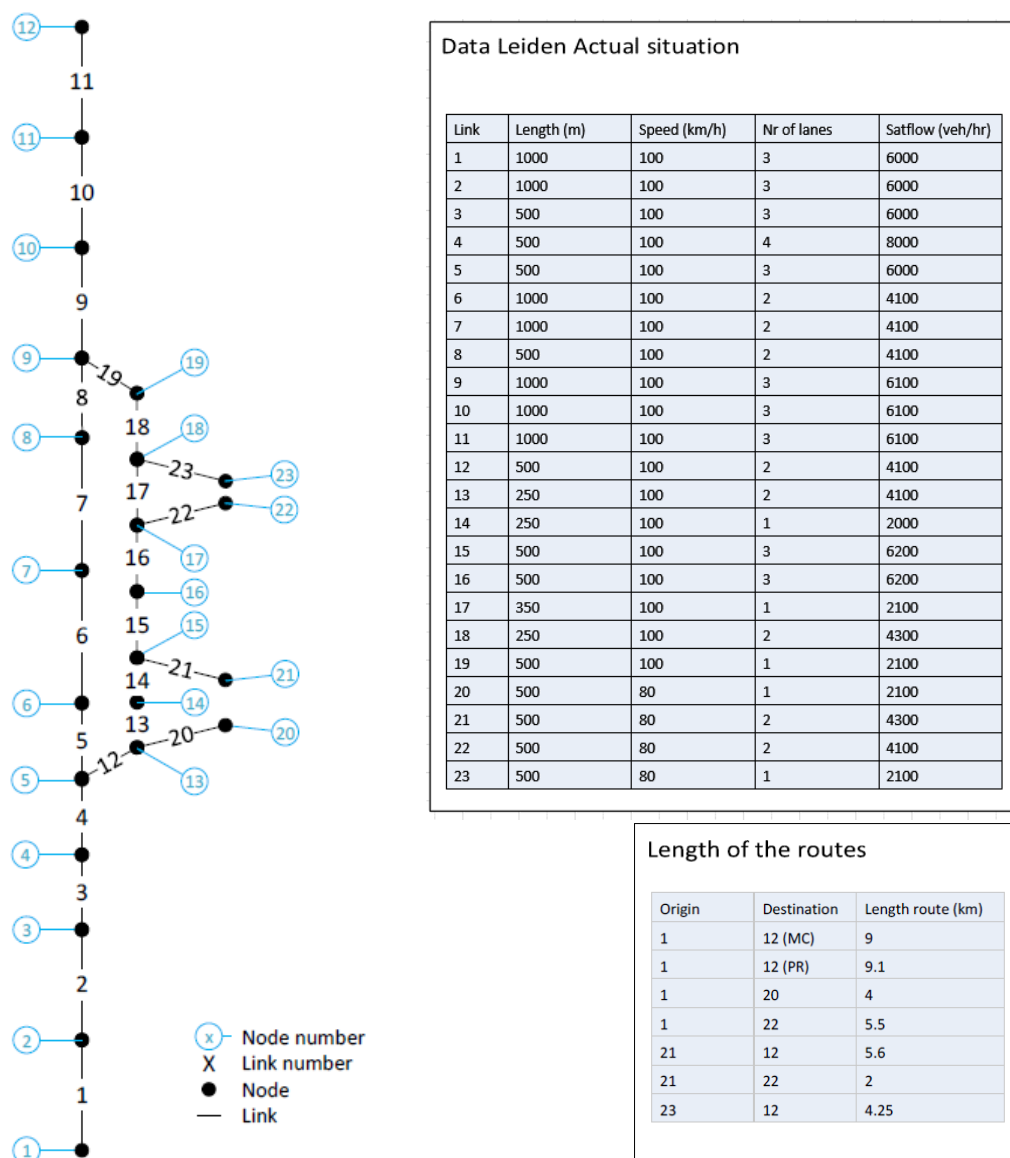 12
11
11
10
10
9
9
19
19
8
18
18
8
23
23
17
7
22
22
17
7
16
16
6
15
15
21
21
14
6
14
13
5
20
20
12
5
13
4
4
3
3
2
2
1
1
x Node number
X Link number
Node
Link
Data Leiden Actual situation
Link Length (m) Speed (km/h) Nr of lanes Satflow (veh/hr)
1 1000 100 3 6000
2 1000 100 3 6000
3 500 100 3 6000
4 500 100 4 8000
5 500 100 3 6000
6 1000 100 2 4100
7 1000 100 2 4100
8 500 100 2 4100
9 1000 100 3 6100
10 1000 100 3 6100
11 1000 100 3 6100
12 500 100 2 4100
13 250 100 2 4100
14 250 100 1 2000
15 500 100 3 6200
16 500 100 3 6200
17 350 100 1 2100
18 250 100 2 4300
19 500 100 1 2100
20 500 80 1 2100
21 500 80 2 4300
22 500 80 2 4100
23 500 80 1 2100
Length of the routes
Origin Destination Length route (km)
1 12 (MC) 9
1 12 (PR) 9.1
1 20 4
1 22 5.5
21 12 5.6
21 22 2
23 12 4.25